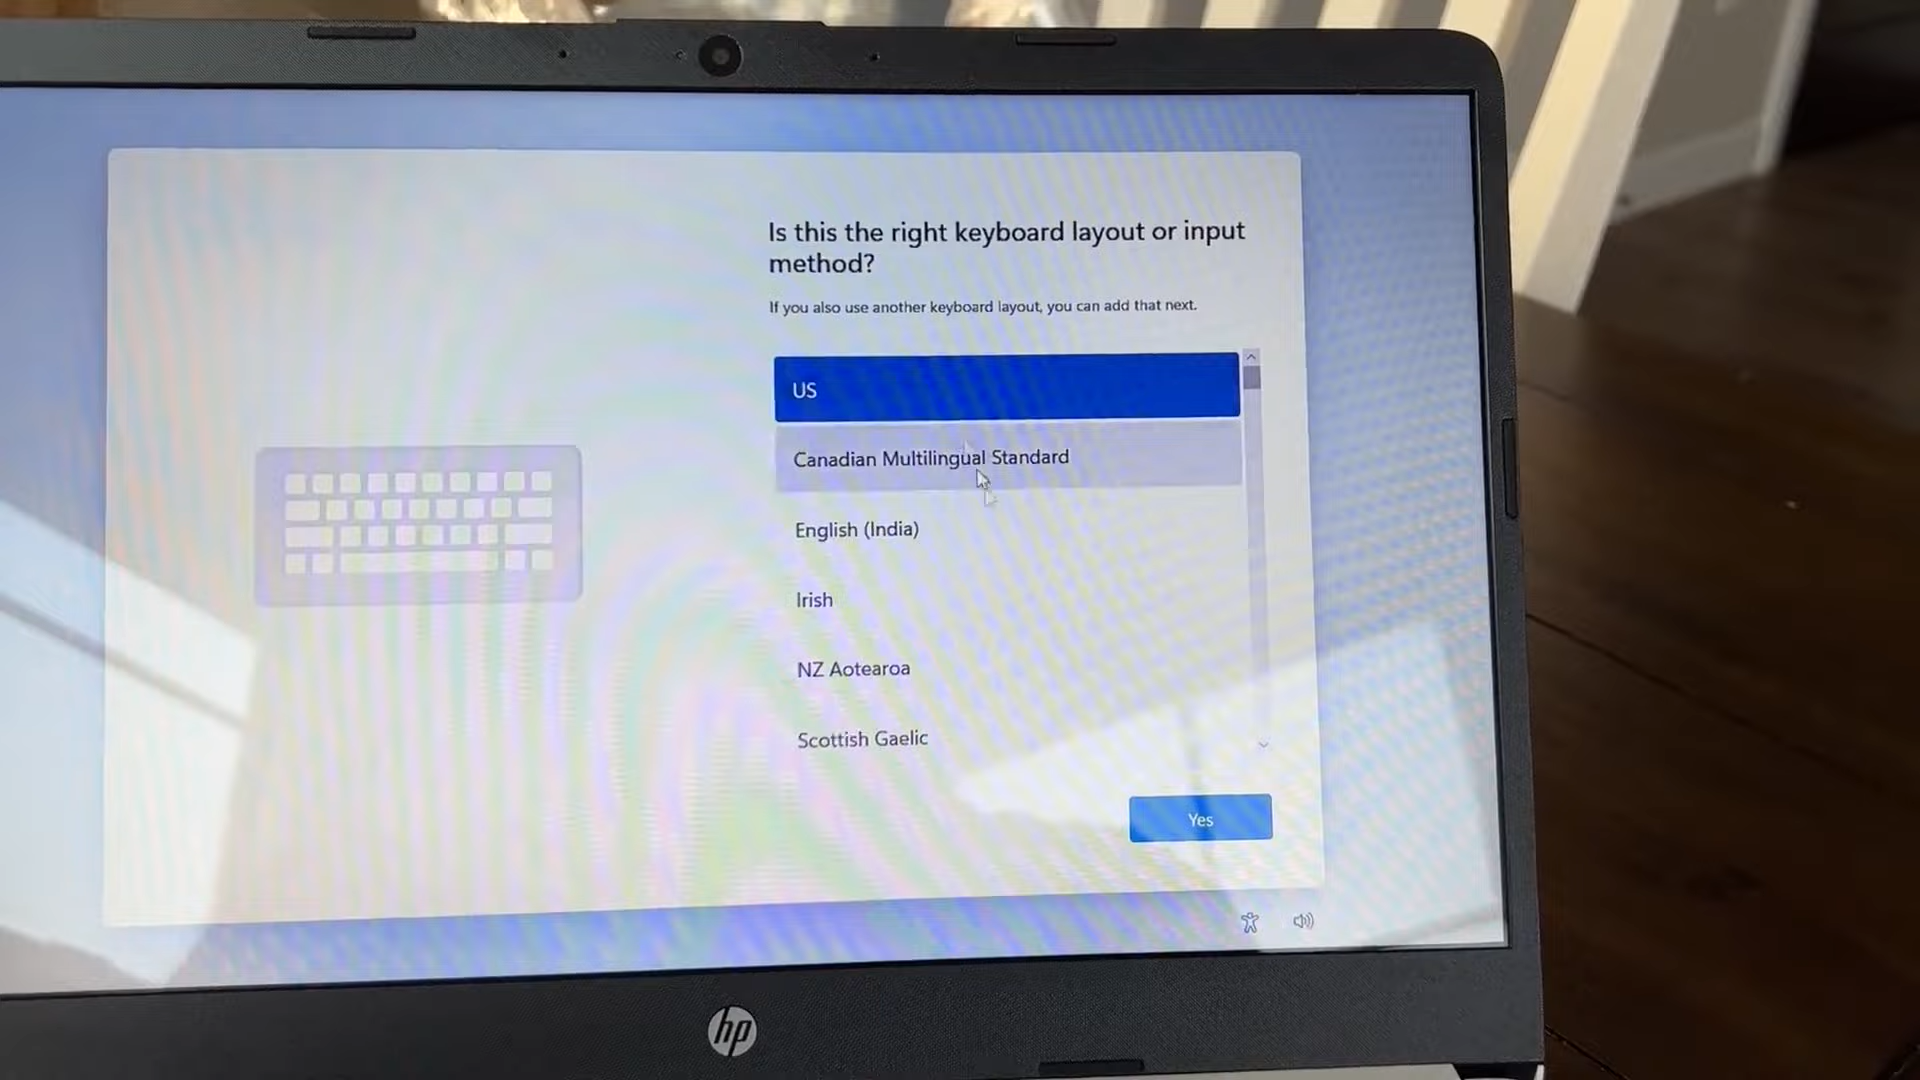 Is this the right keyboard layout or input
method?
If you also use another keyboard layout, you can add that next.
US
Canadian Multilingual Standard
English (India)
Irish
NZ Aotearoa
Scottish Gaelic
Yes
hp